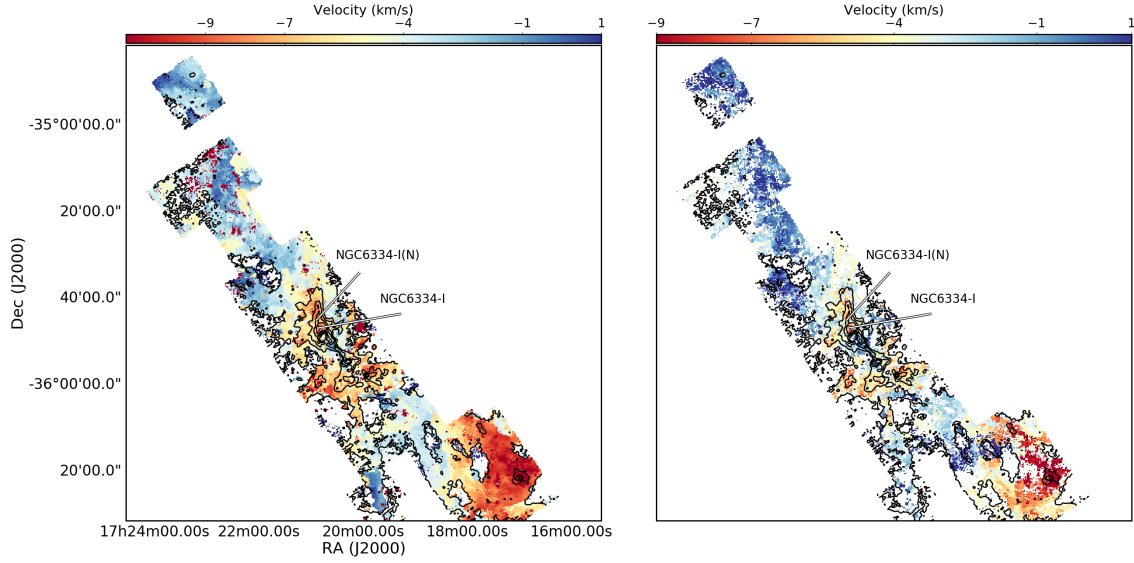 Velocity (km/s)
−9 −7 −4 −1 1
Velocity (km/s)
−9 −7 −4 −1 1
-35°00'00.0"
20'00.0"
40'00.0"
-36°00'00.0"
20'00.0"
Dec (J2000)
NGC6334-I(N)
NGC6334-I
NGC6334-I(N)
NGC6334-I
17h24m00.00s 22m00.00s 20m00.00s 18m00.00s 16m00.00s
RA (J2000)